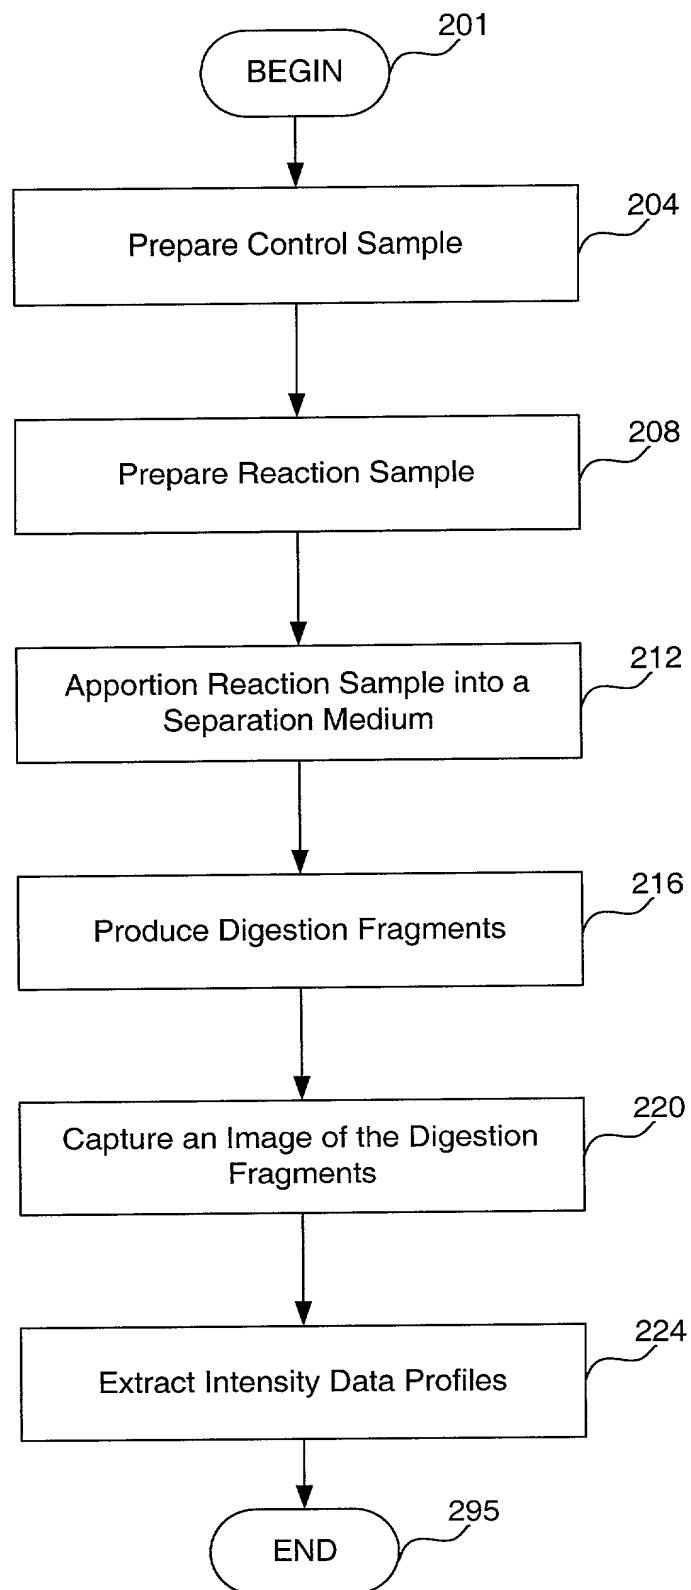 201
BEGIN
204
Prepare Control Sample
208
Prepare Reaction Sample
212
Apportion Reaction Sample into a
Separation Medium
216
Produce Digestion Fragments
220
Capture an Image of the Digestion
Fragments
224
Extract Intensity Data Profiles
295
END